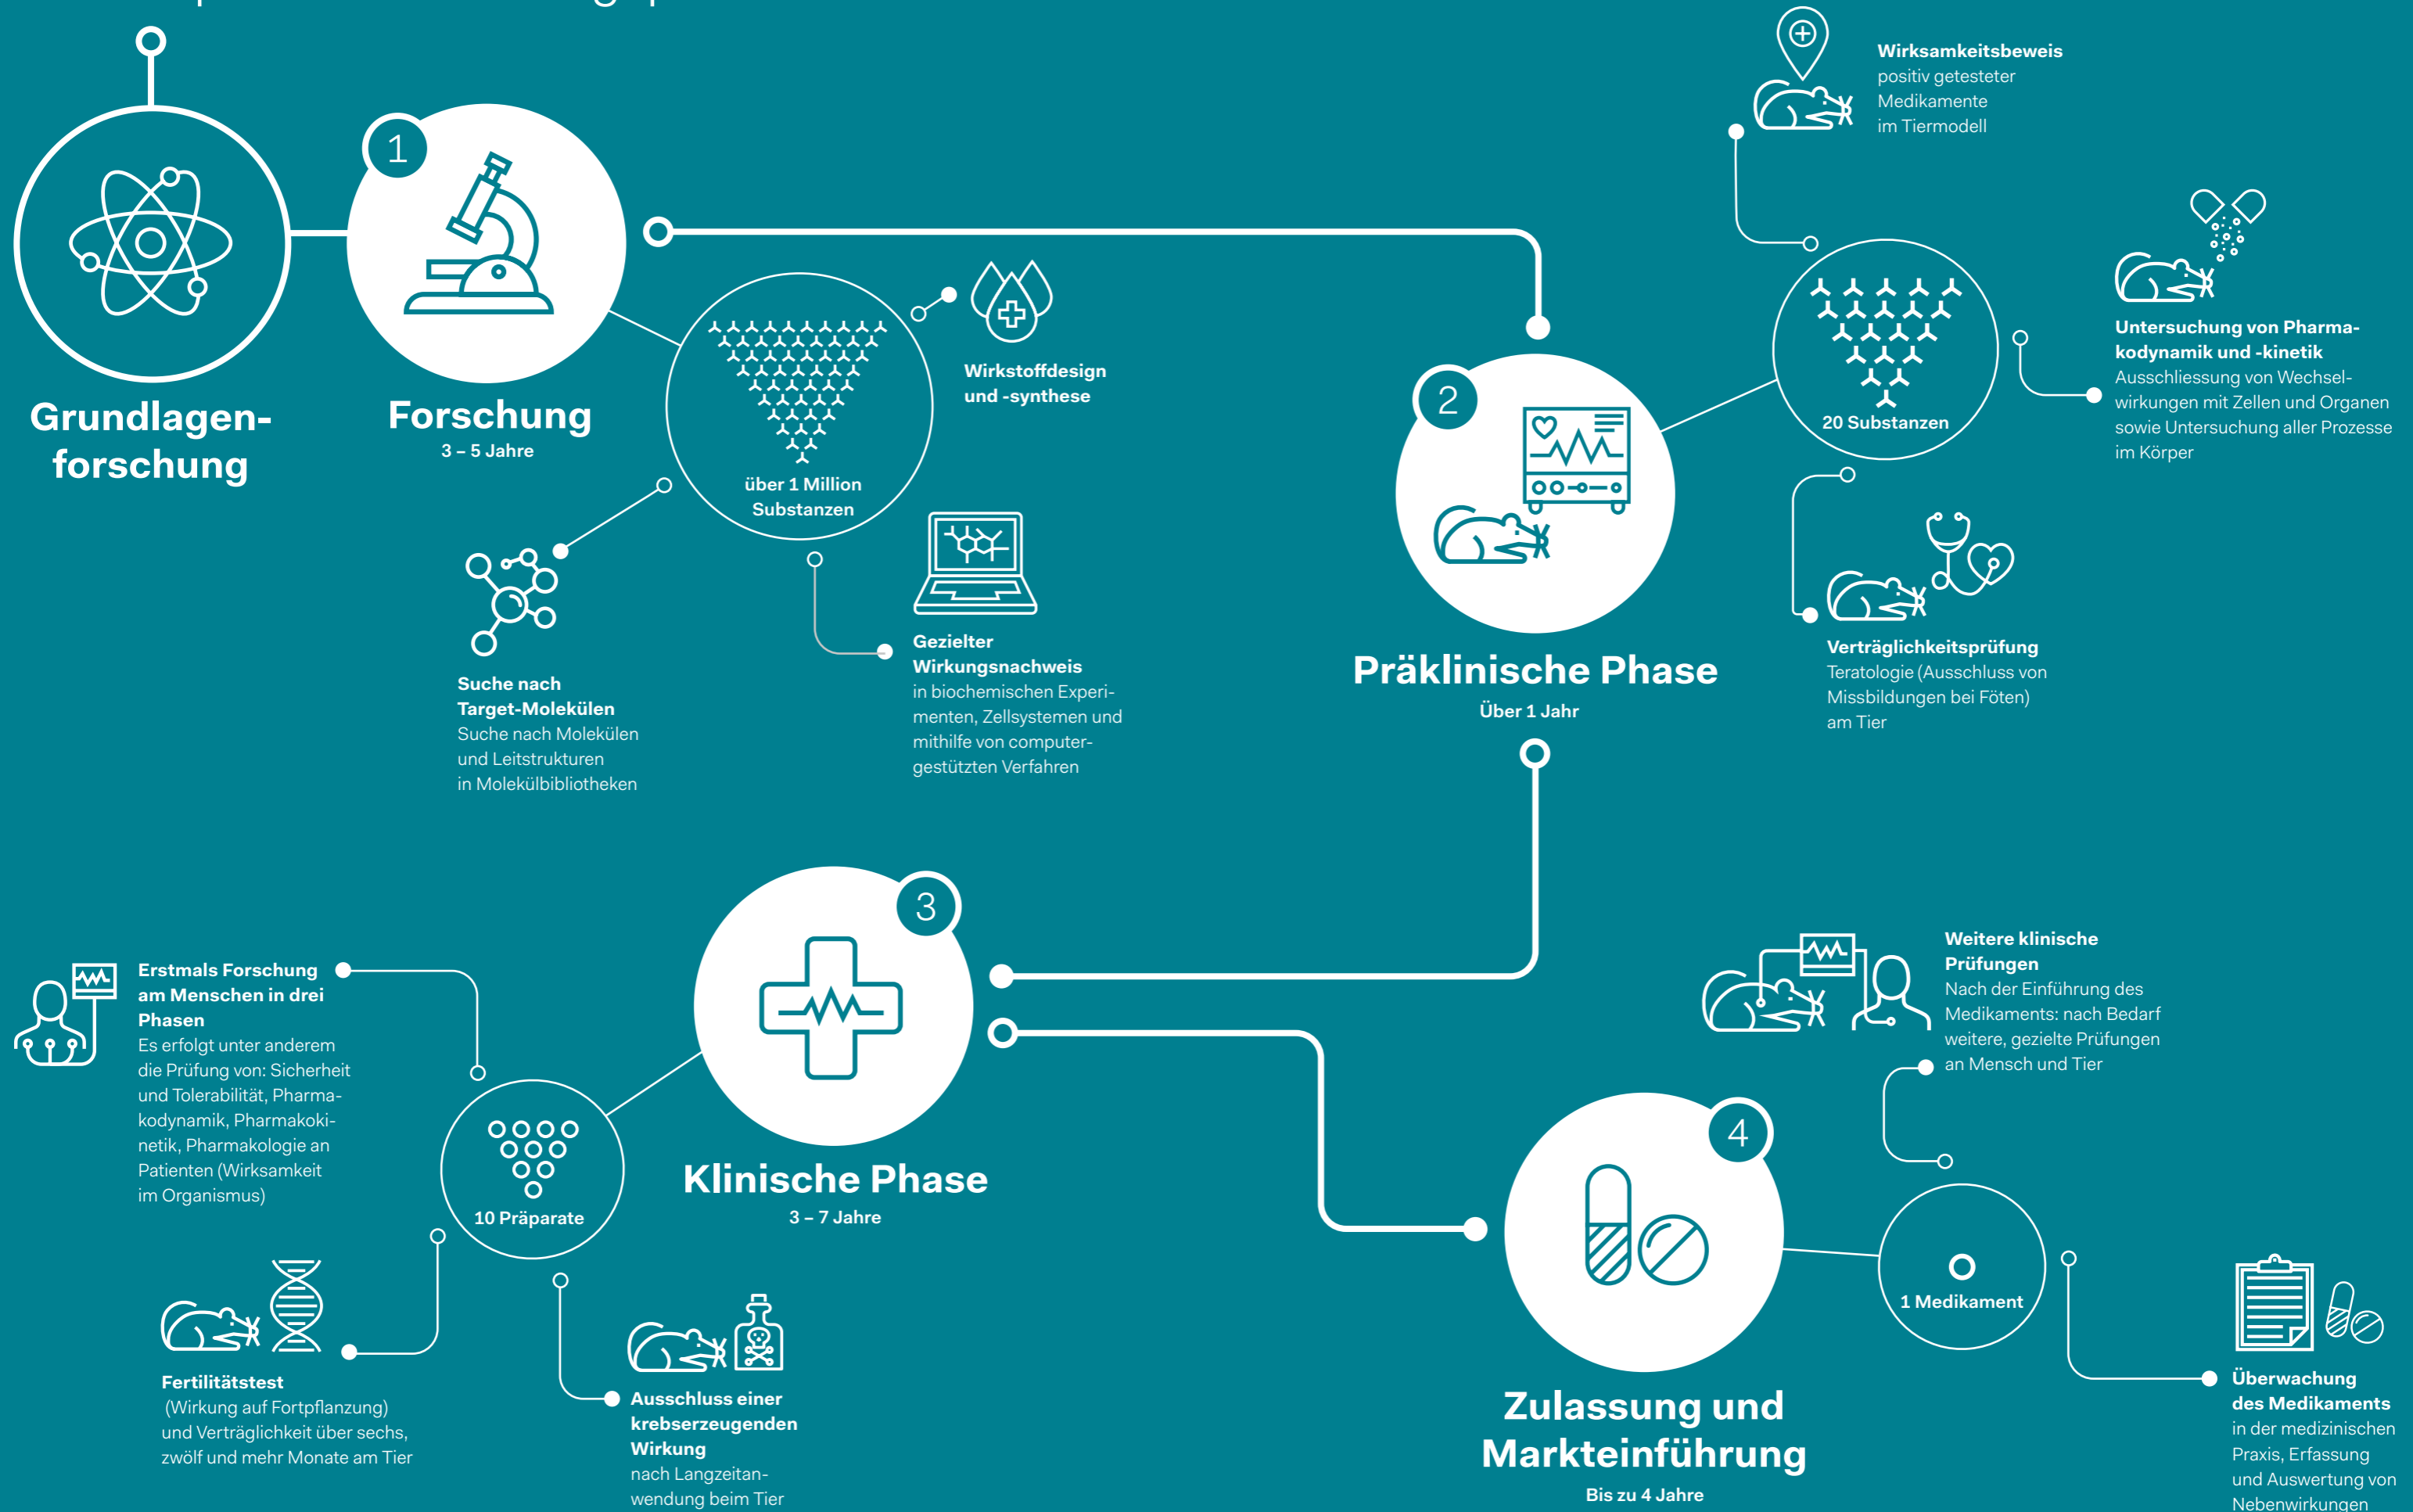 Grundlagen-
forschung
1
Forschung
3 – 5 Jahre
über 1 Million
Substanzen
Wirkstoffdesign
und -synthese
Suche nach
Target-Molekülen
Suche nach Molekülen
und Leitstrukturen
in Molekülbibliotheken
Gezielter
Wirkungsnachweis
in biochemischen Experi-
menten, Zellsystemen und
mithilfe von computer-
gestützten Verfahren
2
Präklinische Phase
Über 1 Jahr
20 Substanzen
Wirksamkeitsbeweis
positiv getesteter
Medikamente
im Tiermodell
Untersuchung von Pharma-
kodynamik und -kinetik
Ausschliessung von Wechsel-
wirkungen mit Zellen und Organen
sowie Untersuchung aller Prozesse
im Körper
Verträglichkeitsprüfung
Teratologie (Ausschluss von
Missbildungen bei Föten)
am Tier
3
Klinische Phase
3 – 7 Jahre
10 Präparate
Erstmals Forschung
am Menschen in drei
Phasen
Es erfolgt unter anderem
die Prüfung von: Sicherheit
und Tolerabilität, Pharma-
kodynamik, Pharmakoki-
netik, Pharmakologie an
Patienten (Wirksamkeit
im Organismus)
Fertilitätstest
(Wirkung auf Fortpflanzung)
und Verträglichkeit über sechs,
zwölf und mehr Monate am Tier
Ausschluss einer
krebserzeugenden
Wirkung
nach Langzeitan-
wendung beim Tier
4
Zulassung und
Markteinführung
Bis zu 4 Jahre
1 Medikament
Weitere klinische
Prüfungen
Nach der Einführung des
Medikaments: nach Bedarf
weitere, gezielte Prüfungen
an Mensch und Tier
Überwachung
des Medikaments
in der medizinischen
Praxis, Erfassung
und Auswertung von
Nebenwirkungen